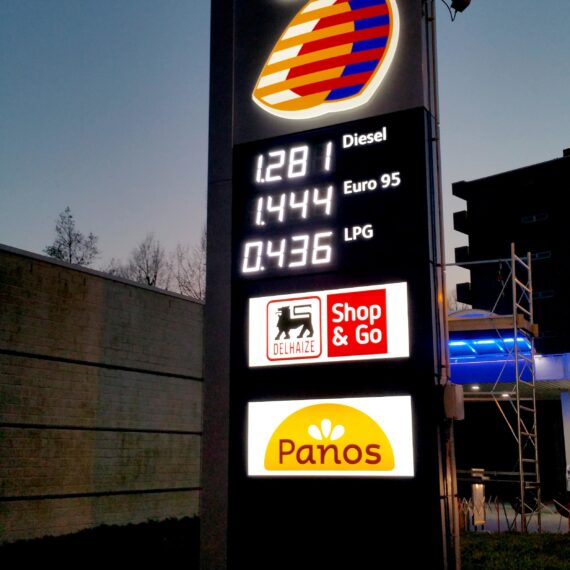 1.281 Diesel
1.444 Euro 95
0.436 LPG
DELHAIZE
Shop
& Go
Panos